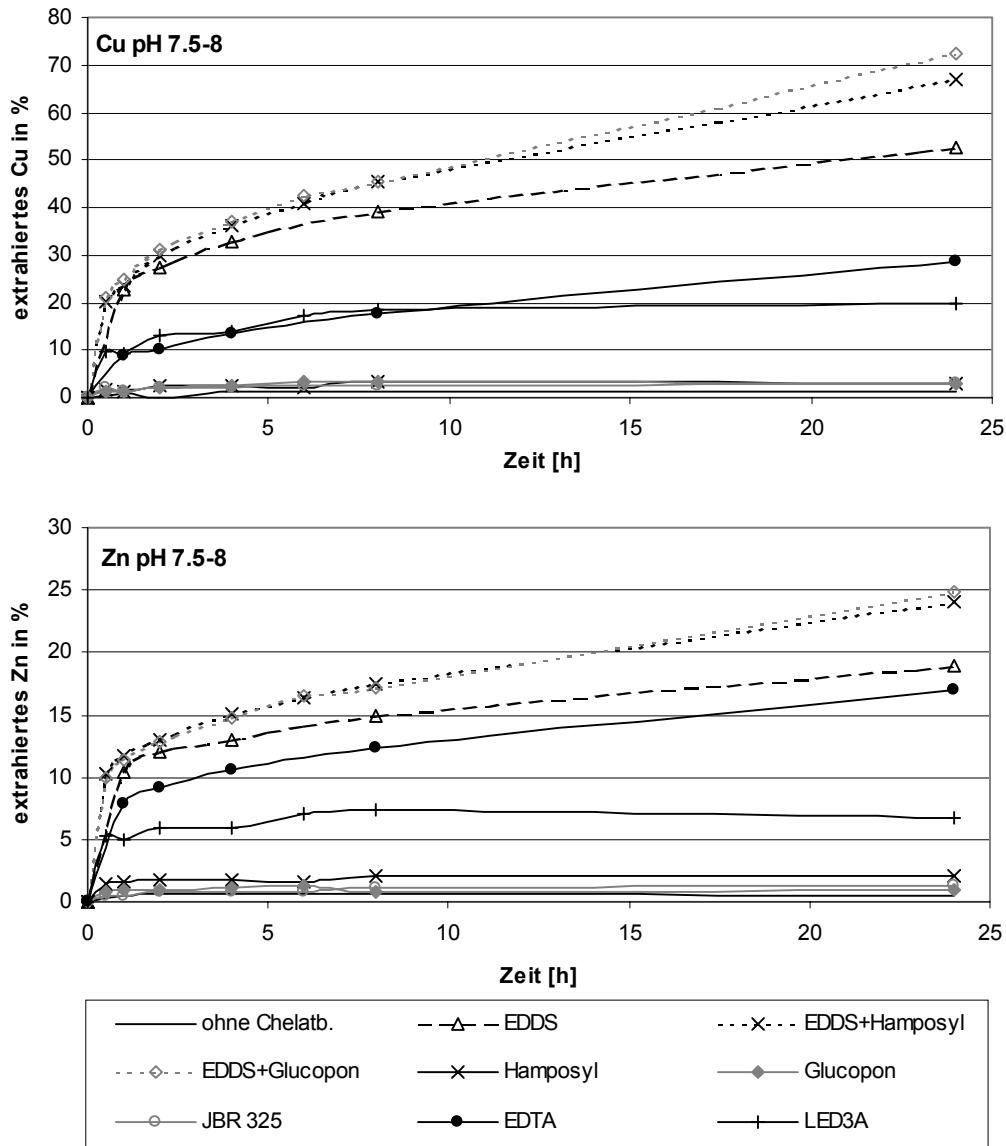 80
Cu pH 7.5-8
70
60
50
40
30
20
10
0
extrahiertes Cu in %
0 5 10 15 20 25
Zeit [h]
30
Zn pH 7.5-8
25
20
15
10
5
0
extrahiertes Zn in %
0 5 10 15 20 25
Zeit [h]
ohne Chelatb. EDDS EDDS+Hamposyl
EDDS+Glucopon Hamposyl Glucopon
JBR 325 EDTA LED3A